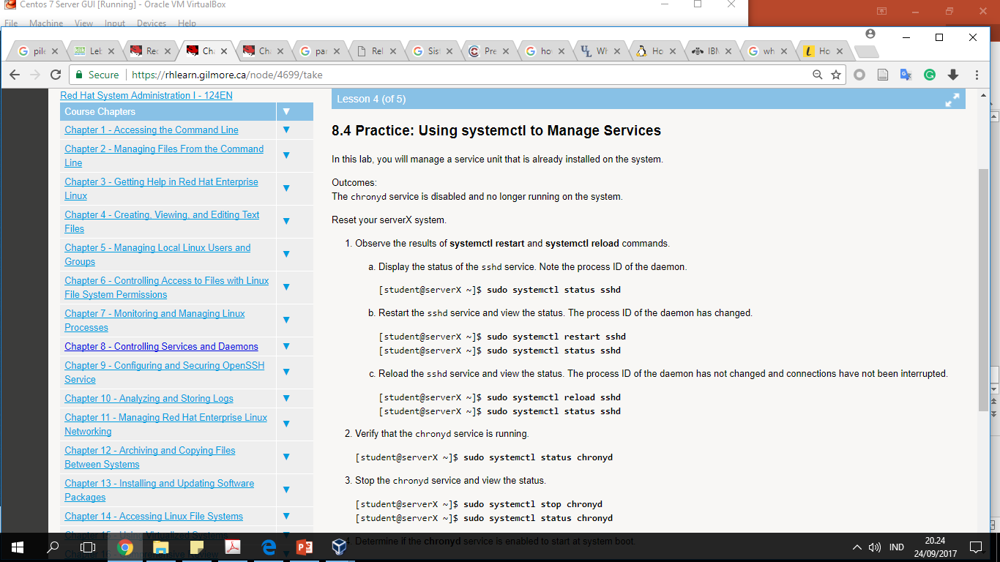 Centos 7 Server GUI [Running] - Oracle VM VirtualBox
File Machine View Input Devices Help
pile
Leb
Rec
Cha
Cha
par
Rel
Sist
Pre
ho
Wh
Ho
IBM
wh
Ho
Secure https://rhlearn.gilmore.ca/node/4699/take
Red Hat System Administration I - 124EN
Course Chapters
Chapter 1 - Accessing the Command Line
Chapter 2 - Managing Files From the Command
Line
Chapter 3 - Getting Help in Red Hat Enterprise
Linux
Chapter 4 - Creating, Viewing, and Editing Text
Files
Chapter 5 - Managing Local Linux Users and
Groups
Chapter 6 - Controlling Access to Files with Linux
File System Permissions
Chapter 7 - Monitoring and Managing Linux
Processes
Chapter 8 - Controlling Services and Daemons
Chapter 9 - Configuring and Securing OpenSSH
Service
Chapter 10 - Analyzing and Storing Logs
Chapter 11 - Managing Red Hat Enterprise Linux
Networking
Chapter 12 - Archiving and Copying Files
Between Systems
Chapter 13 - Installing and Updating Software
Packages
Chapter 14 - Accessing Linux File Systems
Chapter 15 - Using Virtualized Systems
Lesson 4 (of 5)
8.4 Practice: Using systemctl to Manage Services
In this lab, you will manage a service unit that is already installed on the system.
Outcomes:
The chronyd service is disabled and no longer running on the system.
Reset your serverX system.
1. Observe the results of systemctl restart and systemctl reload commands.
a. Display the status of the sshd service. Note the process ID of the daemon.
[student@serverX ~]$ sudo systemctl status sshd
b. Restart the sshd service and view the status. The process ID of the daemon has changed.
[student@serverX ~]$ sudo systemctl restart sshd
[student@serverX ~]$ sudo systemctl status sshd
c. Reload the sshd service and view the status. The process ID of the daemon has not changed and connections have not been interrupted.
[student@serverX ~]$ sudo systemctl reload sshd
[student@serverX ~]$ sudo systemctl status sshd
2. Verify that the chronyd service is running.
[student@serverX ~]$ sudo systemctl status chronyd
3. Stop the chronyd service and view the status.
[student@serverX ~]$ sudo systemctl stop chronyd
[student@serverX ~]$ sudo systemctl status chronyd
4. Determine if the chronyd service is enabled to start at system boot.
IND
20.24
24/09/2017